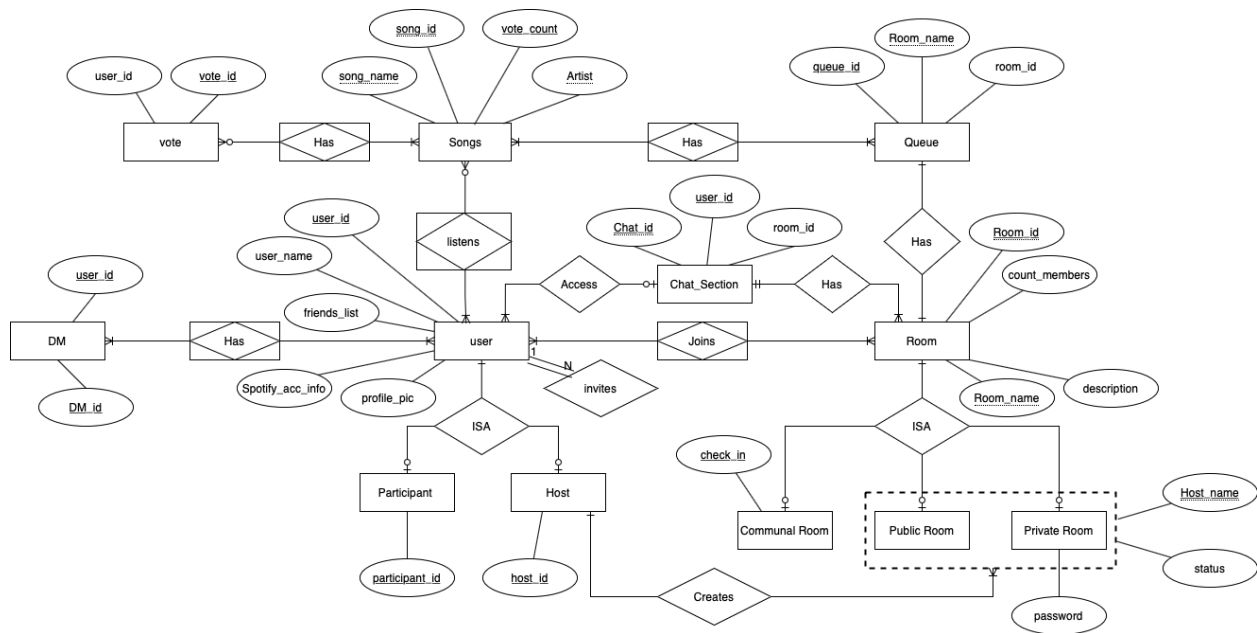 song_id
vote_count
Room_name
user_id
vote_id
song_name
Artist
queue_id
room_id
vote
Has
Songs
Has
Queue
user_id
user_id
Chat_id
room_id
Room_id
user_name
listens
Has
count_members
user_id
Access
Chat_Section
Has
friends_list
DM
Has
user
Joins
Room
1
N
Spotify_acc_info
profile_pic
invites
Room_name
description
DM_id
ISA
ISA
check_in
Participant
Host
Host_name
Communal Room
Public Room
Private Room
status
participant_id
host_id
Creates
password